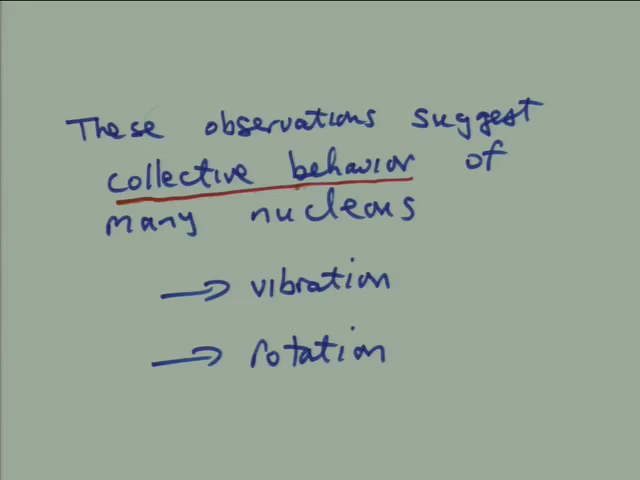 These observations suggest
collective behavior of
many nucleons
→ vibration
→ rotation